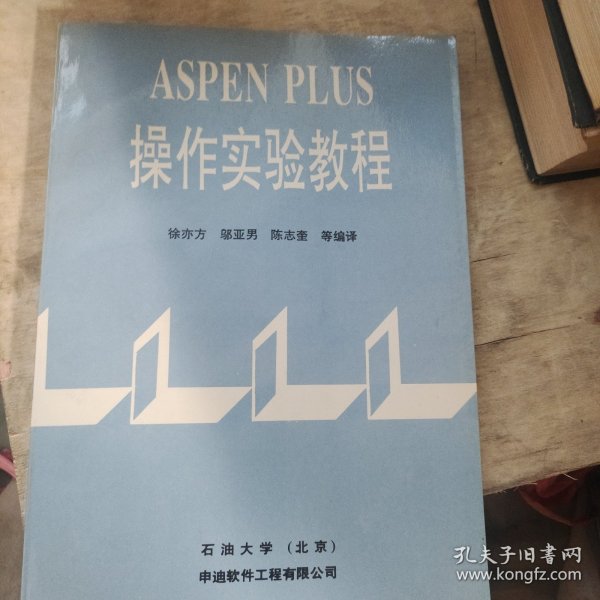 ASPEN PLUS
操作实验教程
徐亦方 邬亚男 陈志奎 等编译
石油大学（北京）
申迪软件工程有限公司
孔夫子旧书网
www.kongfz.com